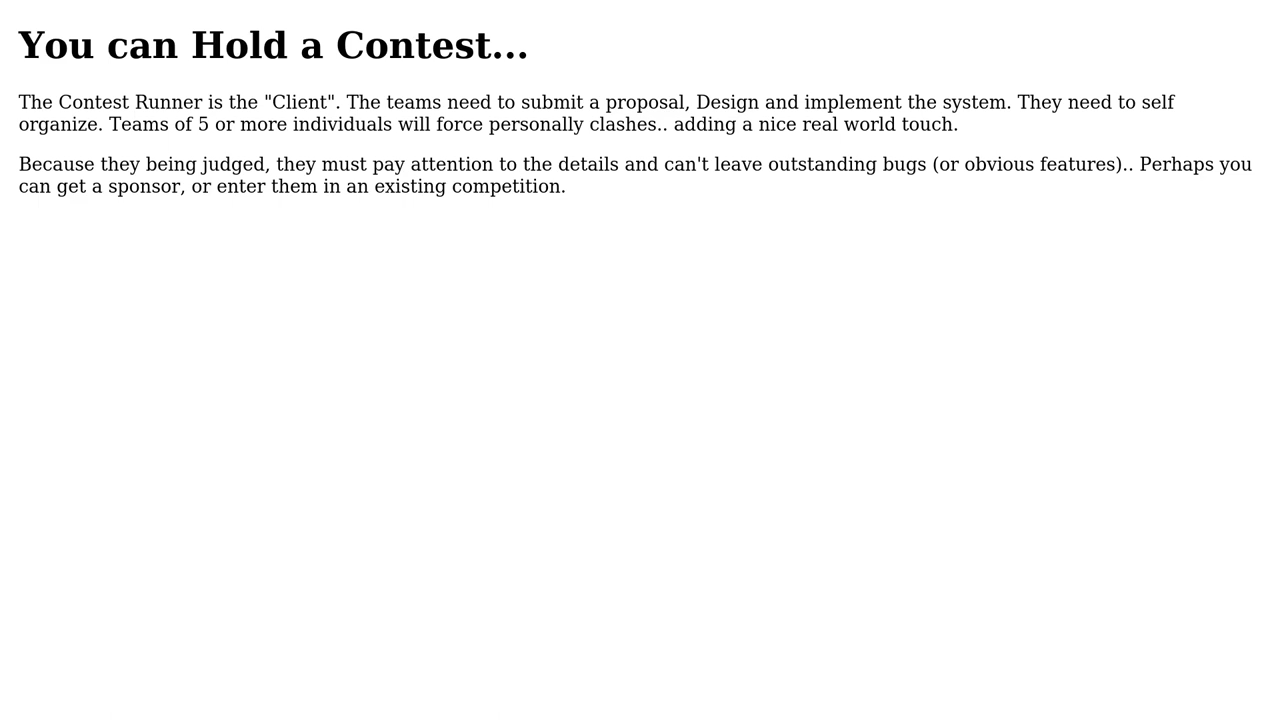 You can Hold a Contest...
The Contest Runner is the "Client". The teams need to submit a proposal, Design and implement the system. They need to self
organize. Teams of 5 or more individuals will force personally clashes.. adding a nice real world touch.
Because they being judged, they must pay attention to the details and can't leave outstanding bugs (or obvious features).. Perhaps you
can get a sponsor, or enter them in an existing competition.